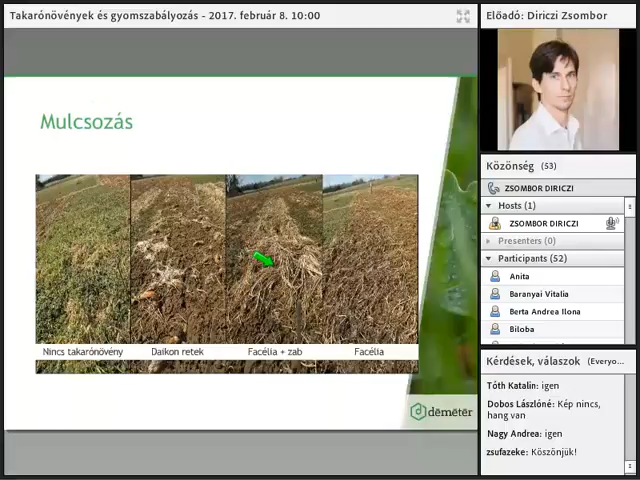 Takarónövények és gyomszabályozás - 2017. február 8. 10:00
Mulcsozás
Nincs takarónövény
Daikon retek
Facélia + zab
Facélia
dēmētēr
Előadó: Diriczi Zsombor
Közönség (53)
ZSOMBOR DIRICZI
Hosts (1)
ZSOMBOR DIRICZI
Presenters (0)
Participants (52)
Anita
Baranyai Vitalia
Berta Andrea Ilona
Biloba
Kérdések, válaszok (Everyo...
Tóth Katalin: igen
Dobos Lászlóné: Kép nincs,
hang van
Nagy Andrea: igen
zsufazeke: Köszönjük!